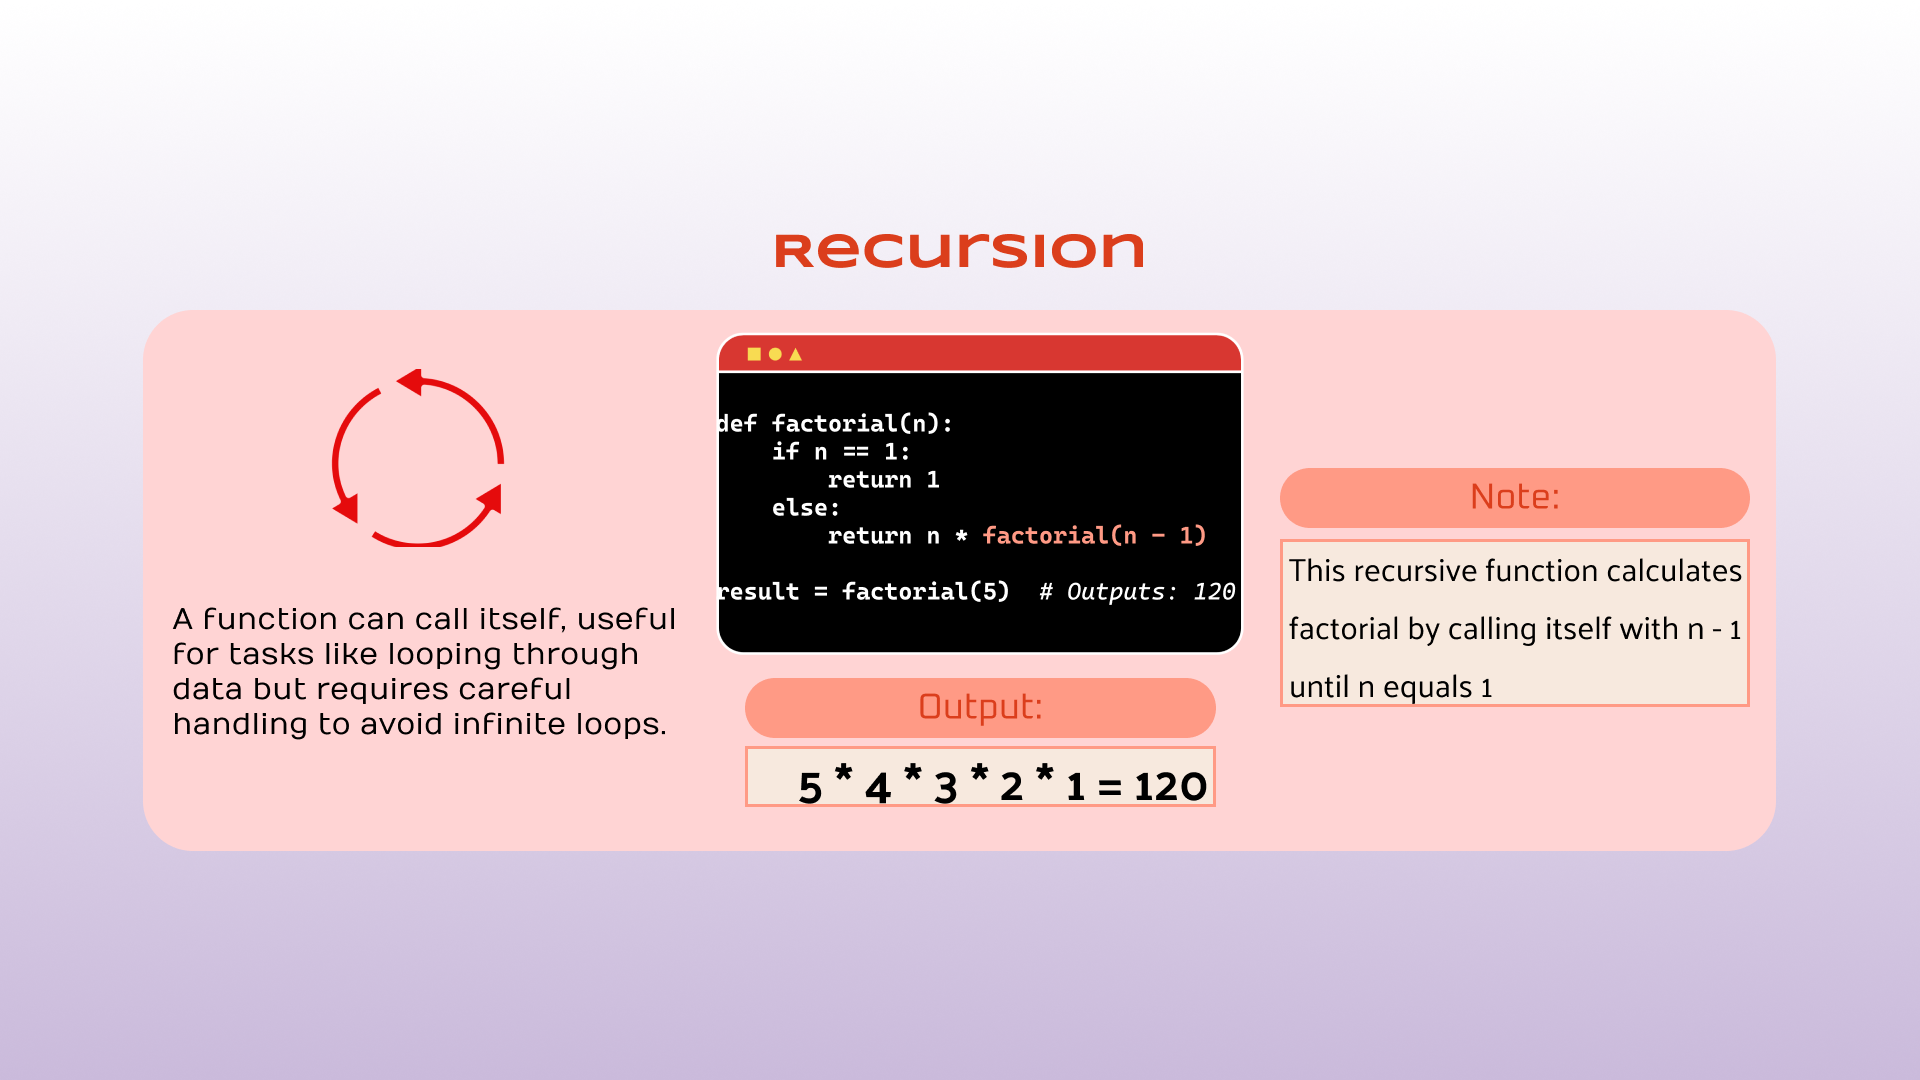 Recursion
A function can call itself, useful
for tasks like looping through
data but requires careful
handling to avoid infinite loops.
def factorial(n):
    if n == 1:
        return 1
    else:
        return n * factorial(n - 1)
result = factorial(5)  # Outputs: 120
Output:
5 * 4 * 3 * 2 * 1 = 120
Note:
This recursive function calculates
factorial by calling itself with n - 1
until n equals 1